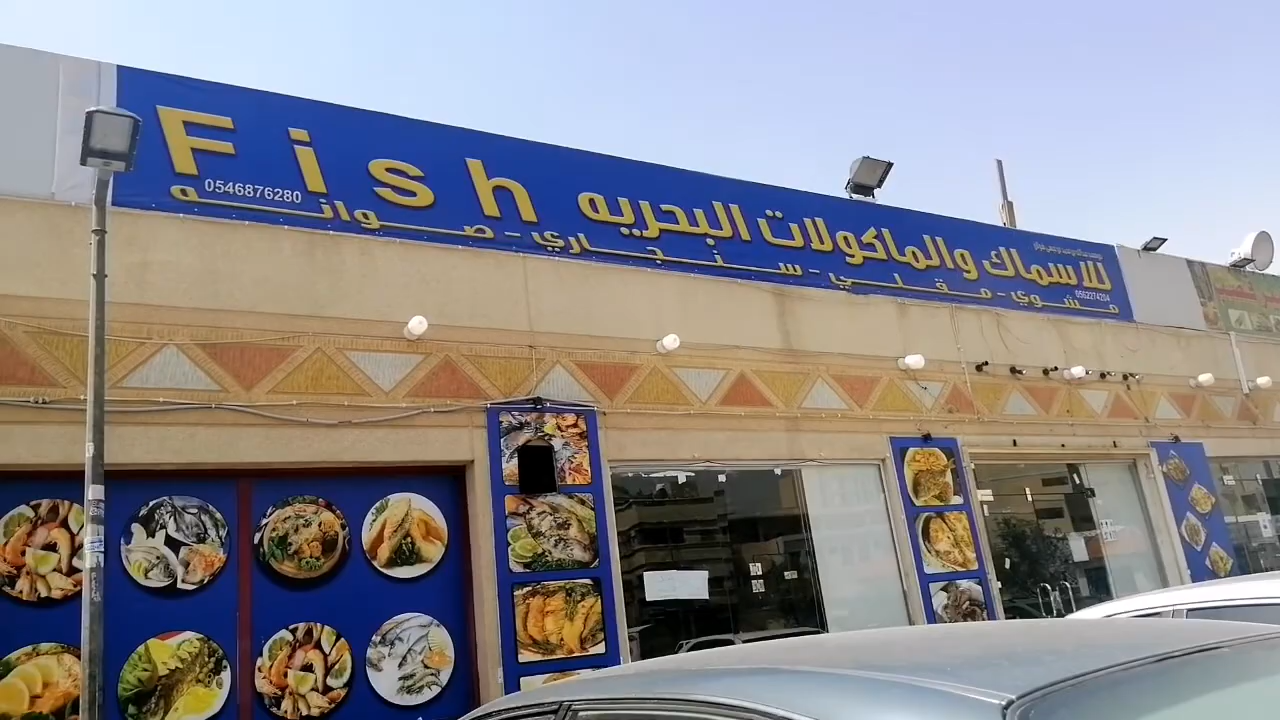 Fish للاسماك والماكولات البحريه
مشوي - مقلي - سنجاري - صوانه
0546876280
0562274204